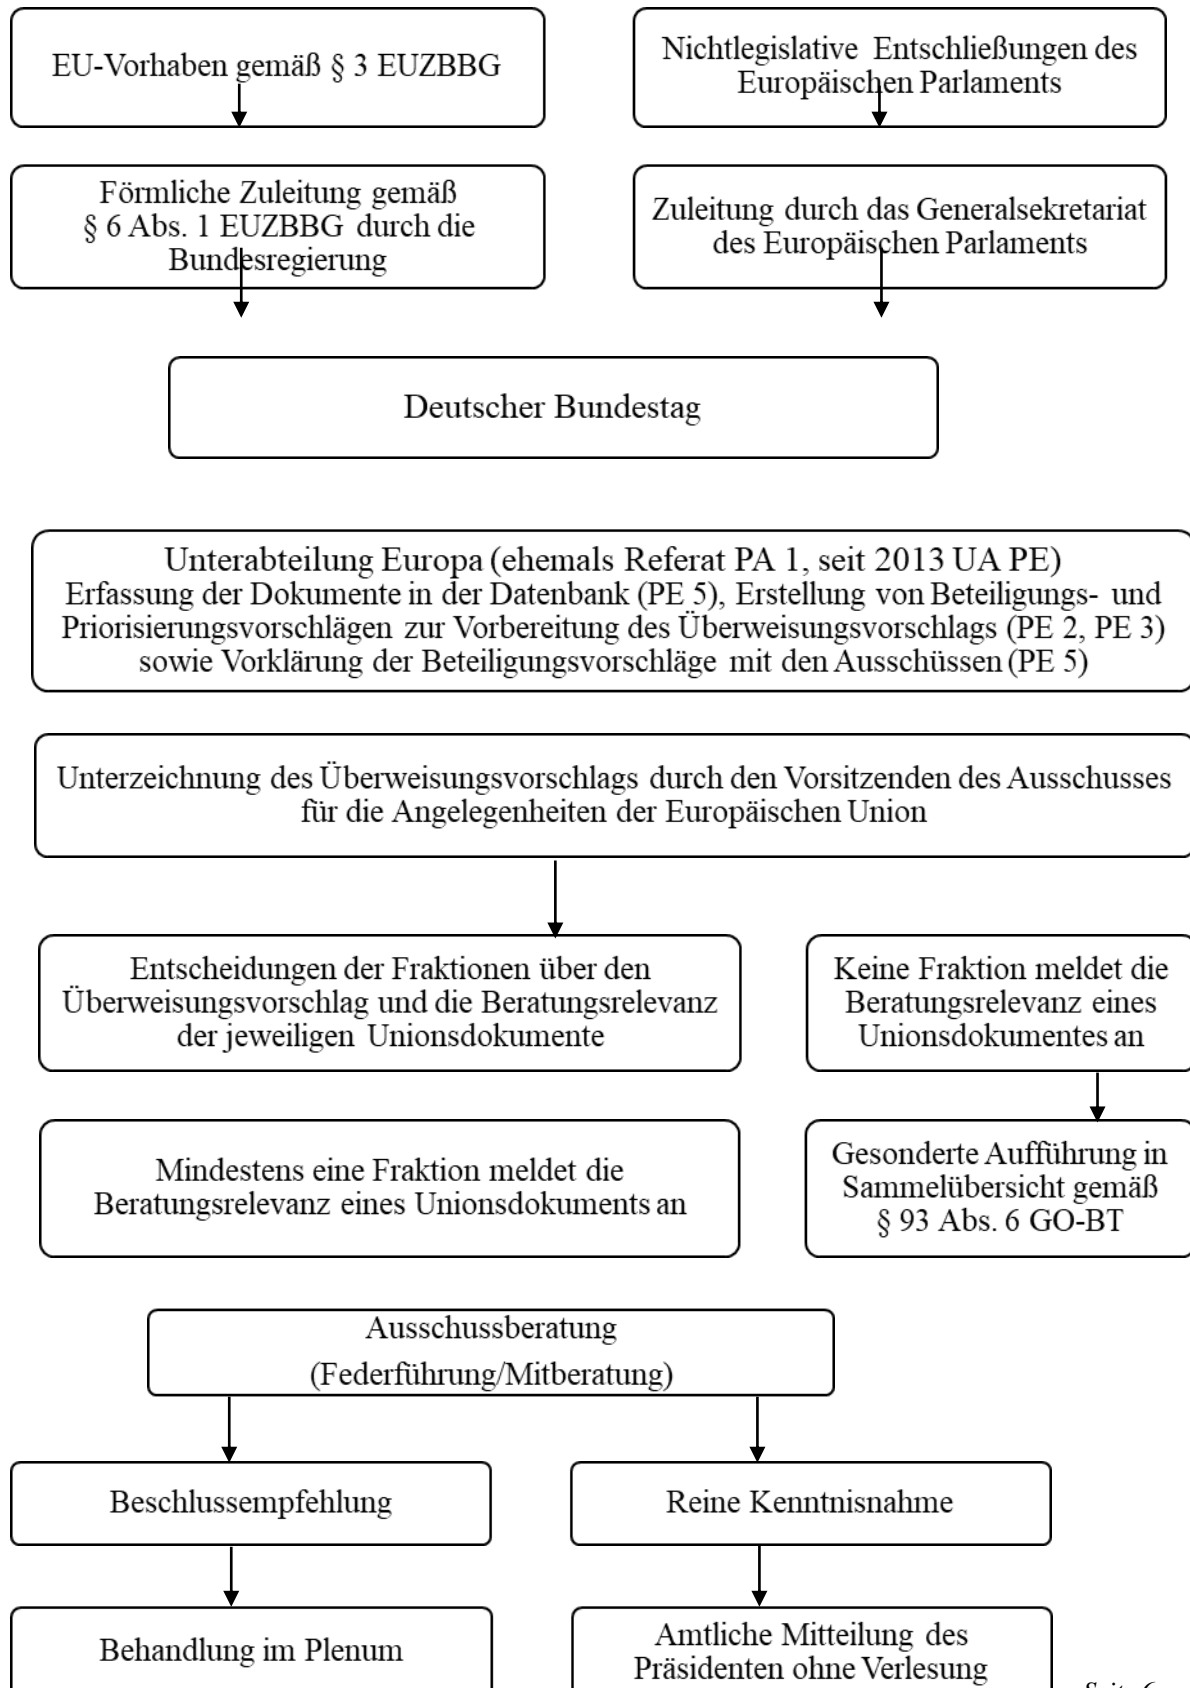 EU-Vorhaben gemäß § 3 EUZBBG
Nichtlegislative Entschließungen des
Europäischen Parlaments
Förmliche Zuleitung gemäß
§ 6 Abs. 1 EUZBBG durch die
Bundesregierung
Zuleitung durch das Generalsekretariat
des Europäischen Parlaments
Deutscher Bundestag
Unterabteilung Europa (ehemals Referat PA 1, seit 2013 UA PE)
Erfassung der Dokumente in der Datenbank (PE 5), Erstellung von Beteiligungs- und
Priorisierungsvorschlägen zur Vorbereitung des Überweisungsvorschlags (PE 2, PE 3)
sowie Vorklärung der Beteiligungsvorschläge mit den Ausschüssen (PE 5)
Unterzeichnung des Überweisungsvorschlags durch den Vorsitzenden des Ausschusses
für die Angelegenheiten der Europäischen Union
Entscheidungen der Fraktionen über den
Überweisungsvorschlag und die Beratungsrelevanz
der jeweiligen Unionsdokumente
Keine Fraktion meldet die
Beratungsrelevanz eines
Unionsdokumentes an
Mindestens eine Fraktion meldet die
Beratungsrelevanz eines Unionsdokuments an
Gesonderte Aufführung in
Sammelübersicht gemäß
§ 93 Abs. 6 GO-BT
Ausschussberatung
(Federführung/Mitberatung)
Beschlussempfehlung
Reine Kenntnisnahme
Behandlung im Plenum
Amtliche Mitteilung des
Präsidenten ohne Verlesung